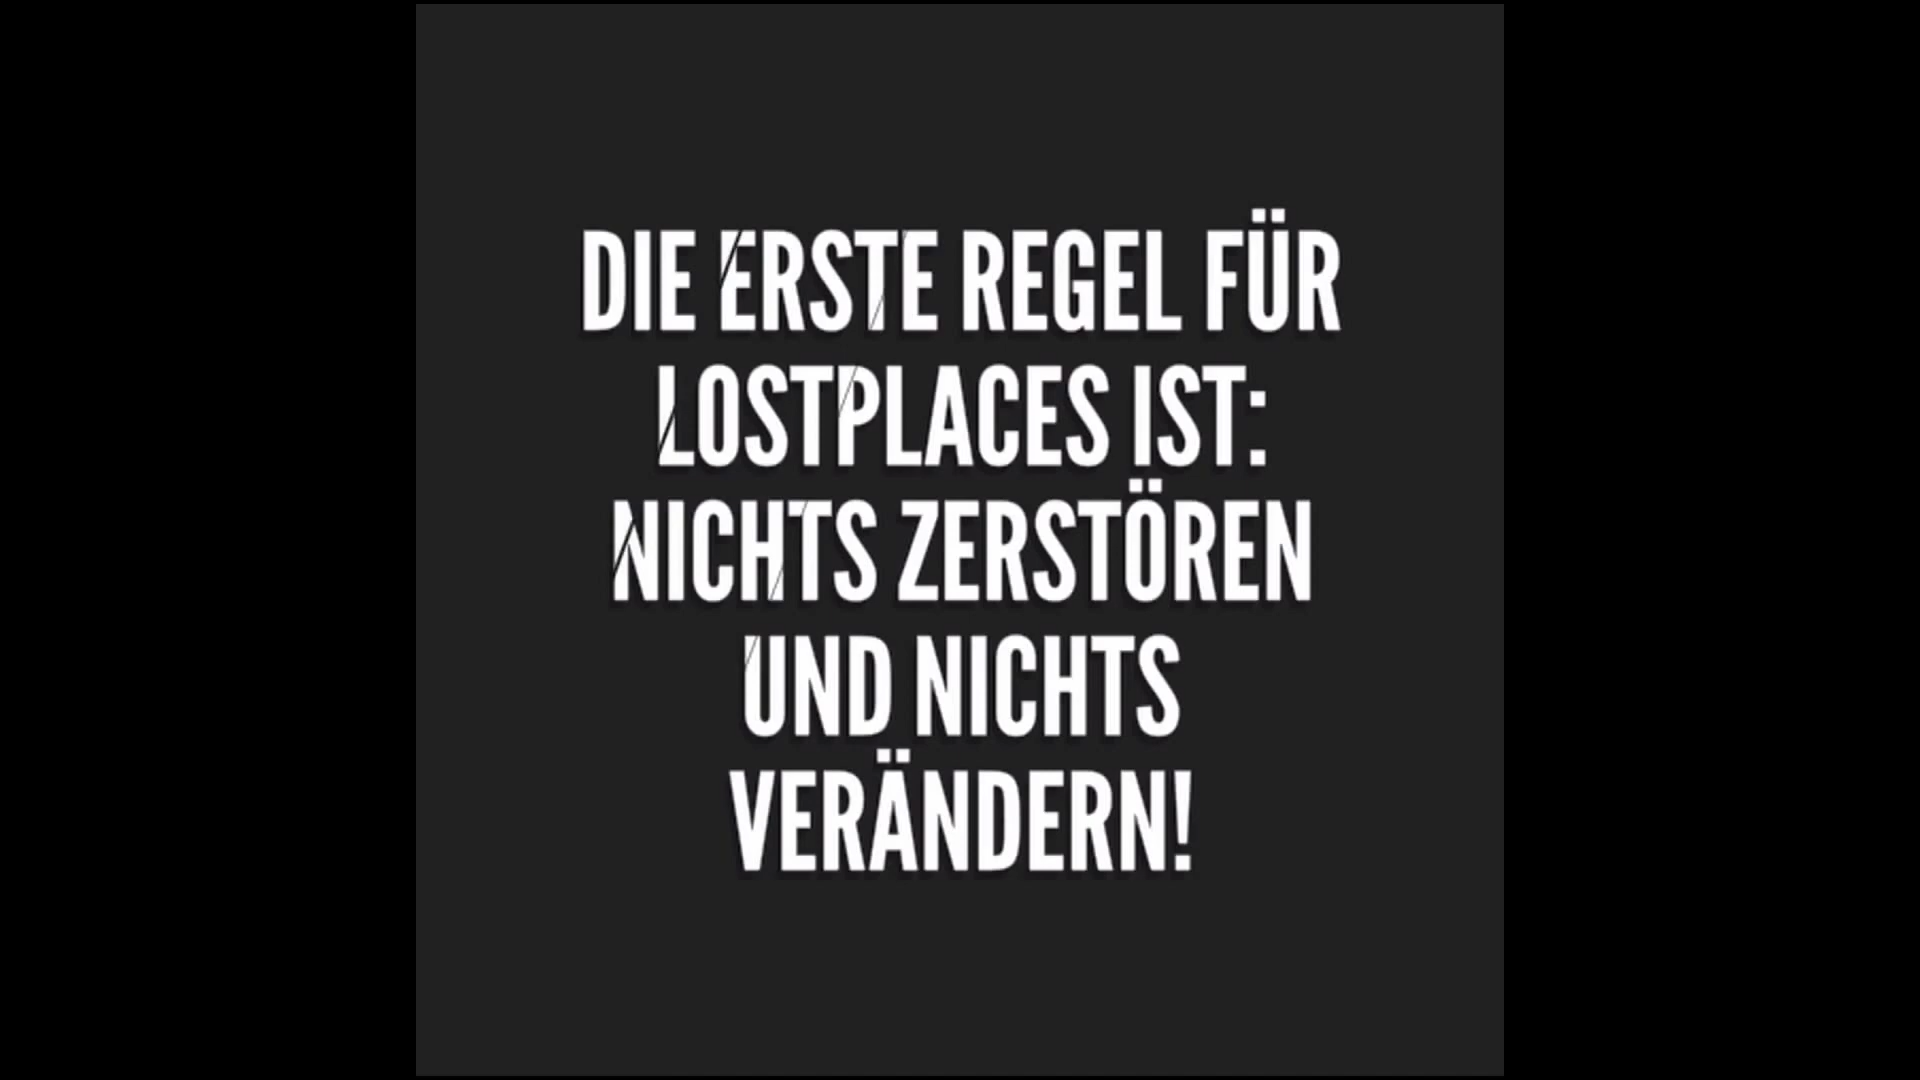 DIE ERSTE REGEL FÜR
LOSTPLACES IST:
NICHTS ZERSTÖREN
UND NICHTS
VERÄNDERN!